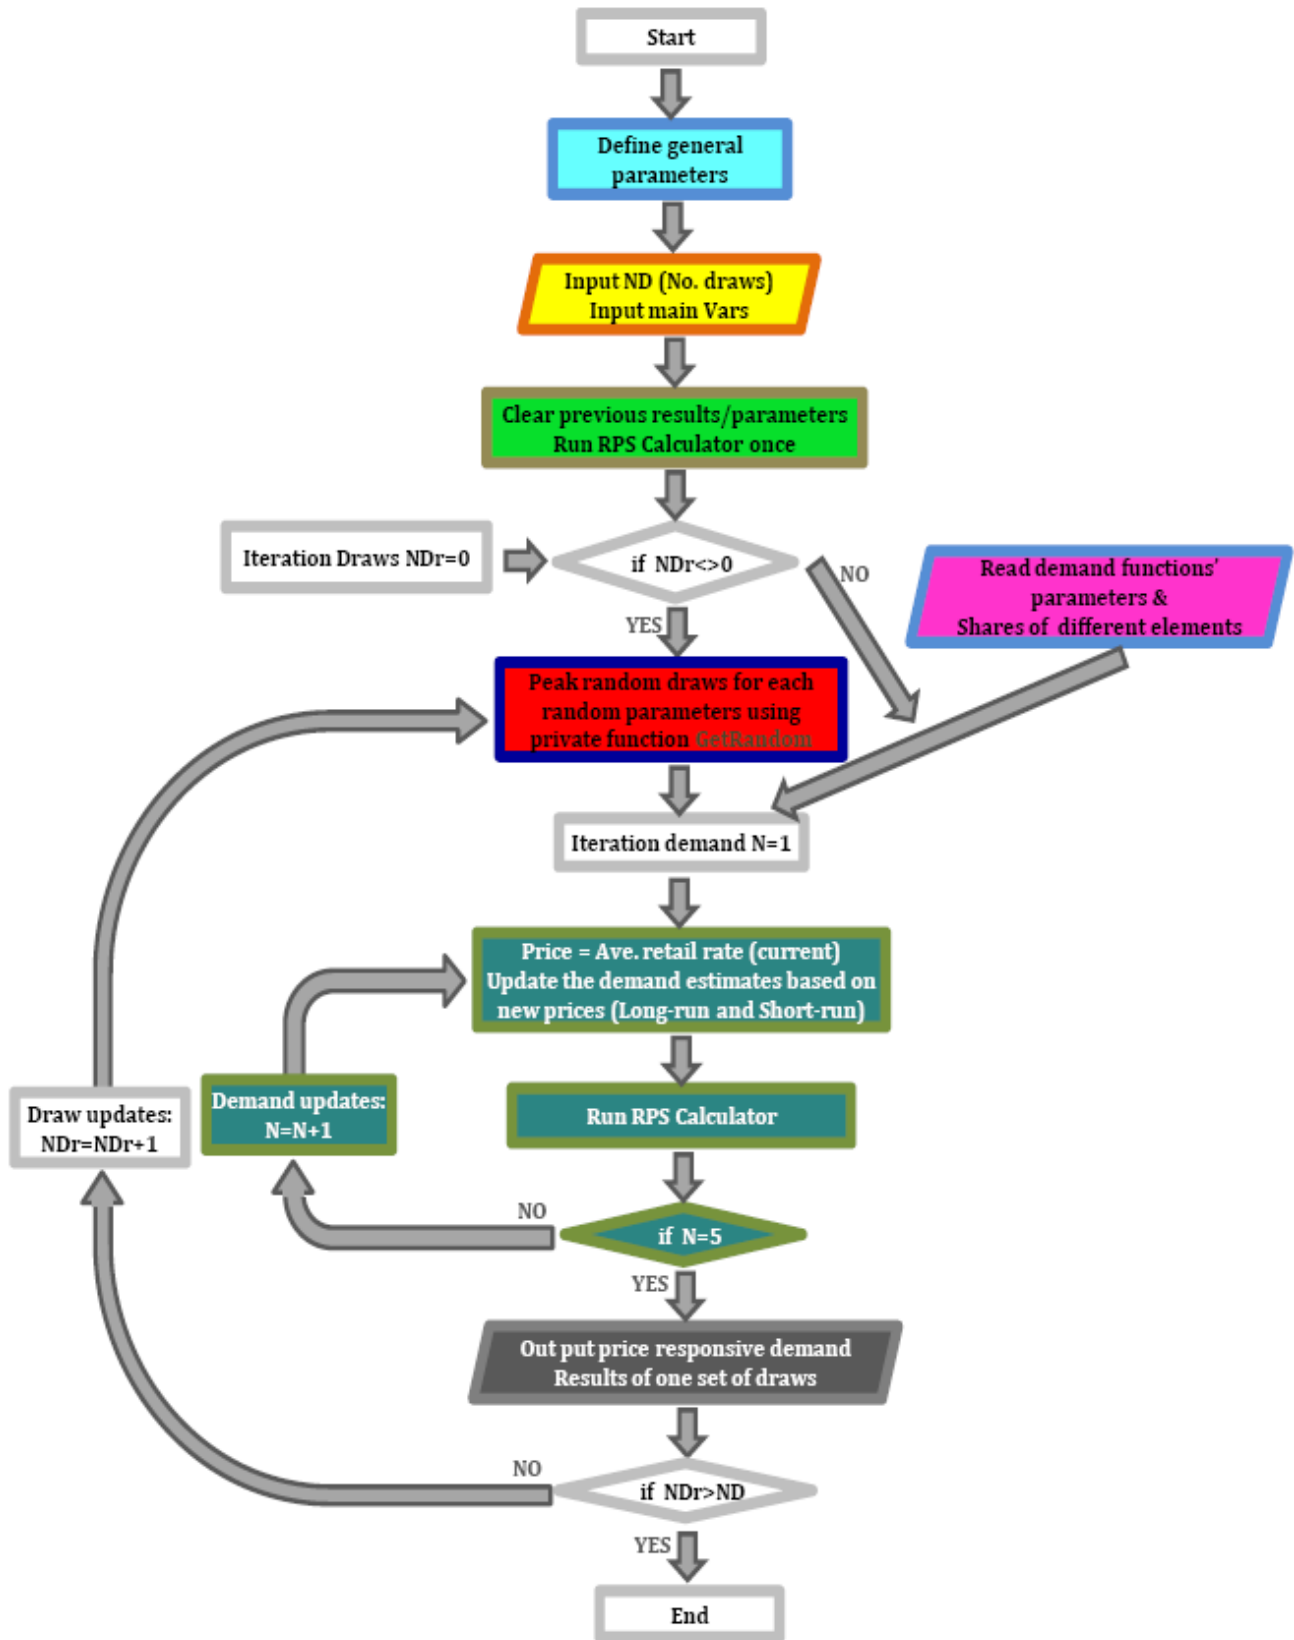 Start
Define general
parameters
Input ND (No. draws)
Input main Vars
Clear previous results/parameters
Run RPS Calculator once
Iteration Draws NDr=0
if NDr<>0
NO
Read demand functions'
parameters &
Shares of different elements
YES
Peak random draws for each
random parameters using
private function GetRandom
Iteration demand N=1
Price = Ave. retail rate (current)
Update the demand estimates based on
new prices (Long-run and Short-run)
Draw updates:
NDr=NDr+1
Demand updates:
N=N+1
Run RPS Calculator
NO
if N=5
YES
Out put price responsive demand
Results of one set of draws
NO
if NDr>ND
YES
End